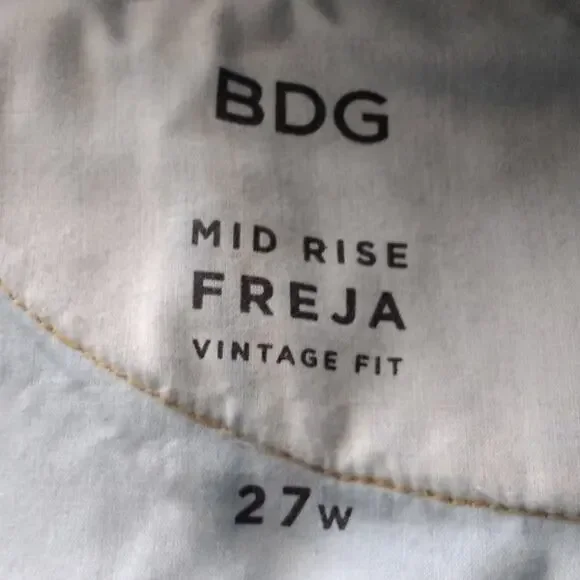 BDG
MID RISE
FREJA
VINTAGE FIT
27W